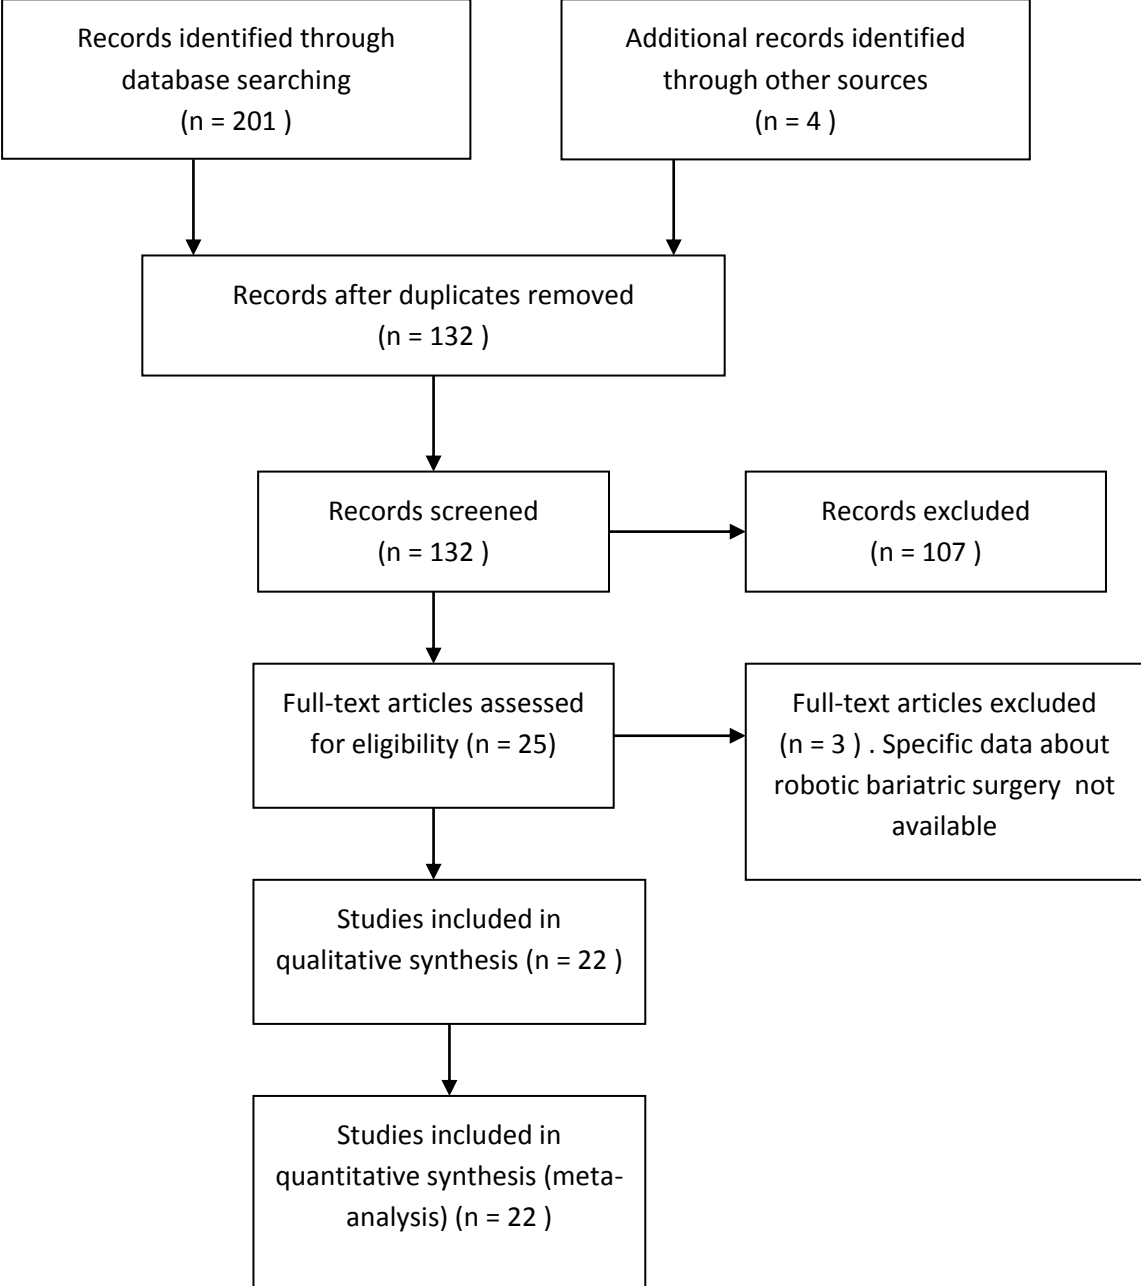 Records identified through
database searching
(n = 201 )
Additional records identified
through other sources
(n = 4 )
Records after duplicates removed
(n = 132 )
Records screened
(n = 132 )
Records excluded
(n = 107 )
Full-text articles assessed
for eligibility (n = 25)
Full-text articles excluded
(n = 3 ) . Specific data about
robotic bariatric surgery  not
available
Studies included in
qualitative synthesis (n = 22 )
Studies included in
quantitative synthesis (meta-
analysis) (n = 22 )